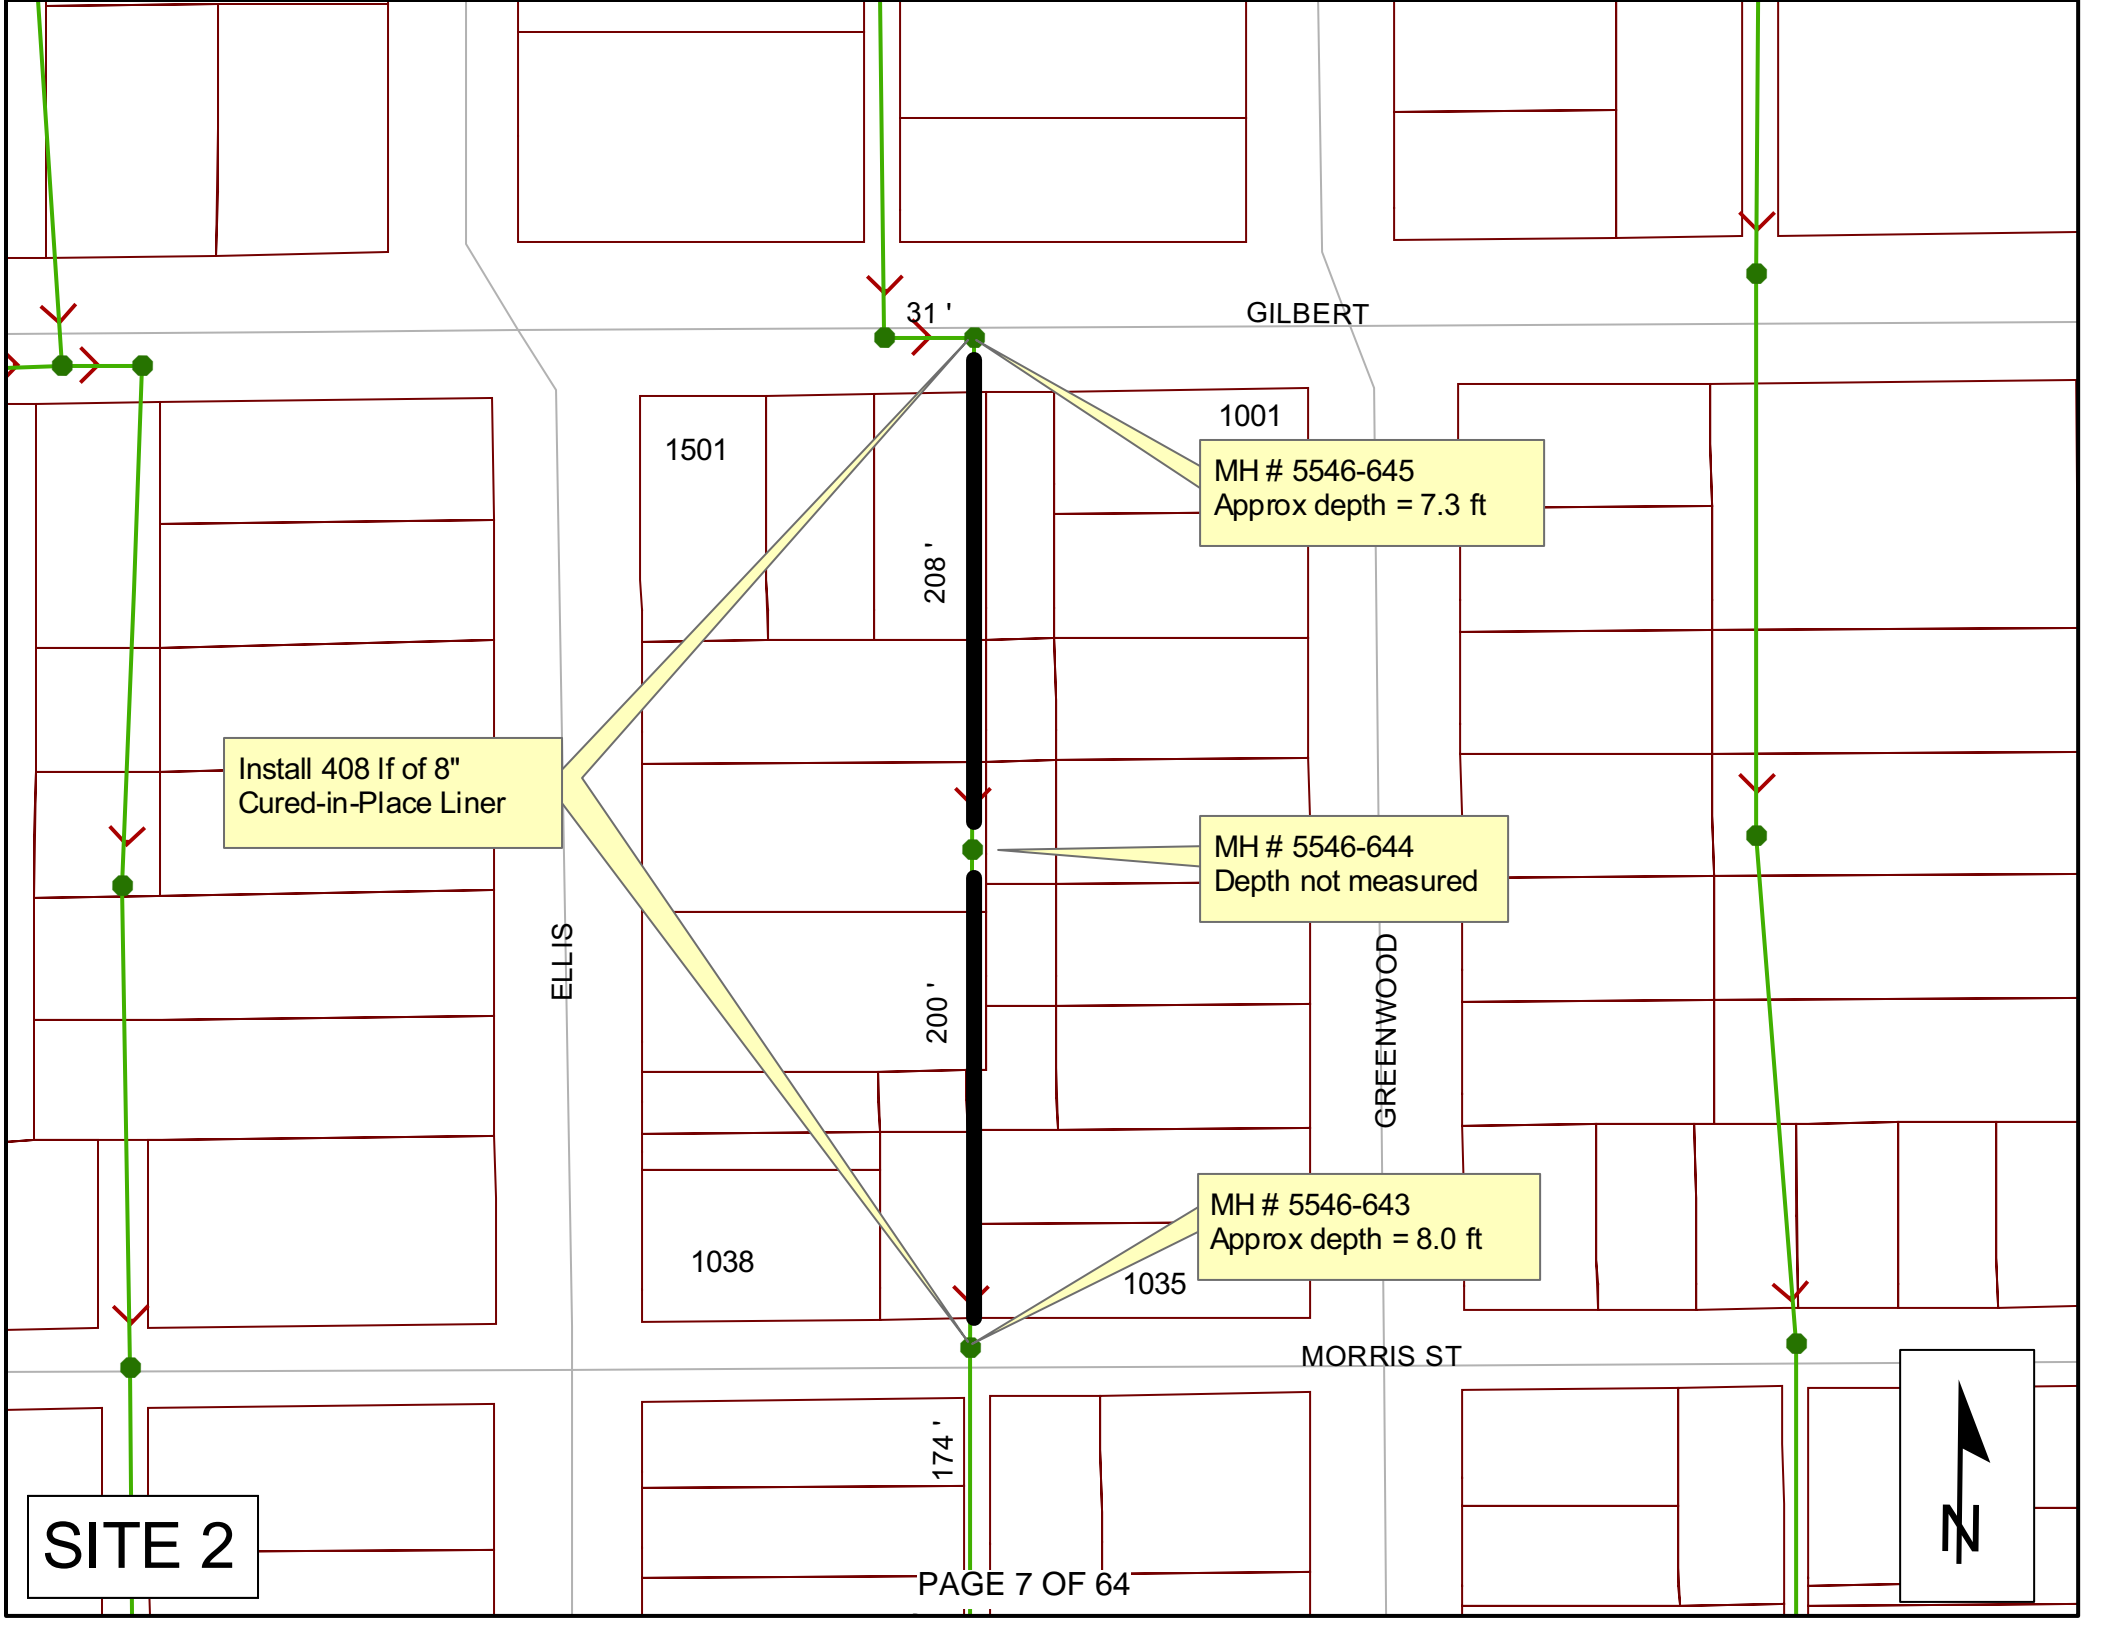 31 '
GILBERT
1001
1501
MH # 5546-645
Approx depth = 7.3 ft
208 '
Install 408 lf of 8"
Cured-in-Place Liner
MH # 5546-644
Depth not measured
ELLIS
GREENWOOD
200 '
MH # 5546-643
Approx depth = 8.0 ft
1038
1035
MORRIS ST
174 '
SITE 2
PAGE 7 OF 64
N